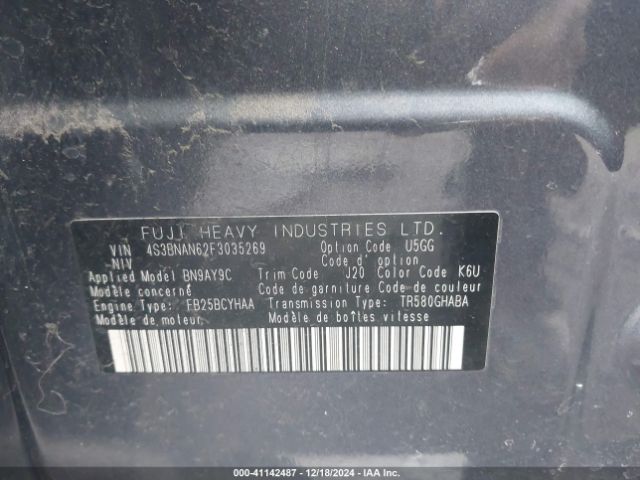 FUJI HEAVY INDUSTRIES LTD.
VIN 4S3BNAN62F3035269 Option Code U5GG
-NIV Code d' option
Applied Model BN9AY9C Trim Code J20 Color Code K6U
Modèle concerné Code de garniture Code de couleur
Engine Type: FB25BCYHAA Transmission Type: TR580GHABA
Modèle de moteur Modèle de boîtes vitesse
000-41142487 - 12/18/2024 - IAA Inc.